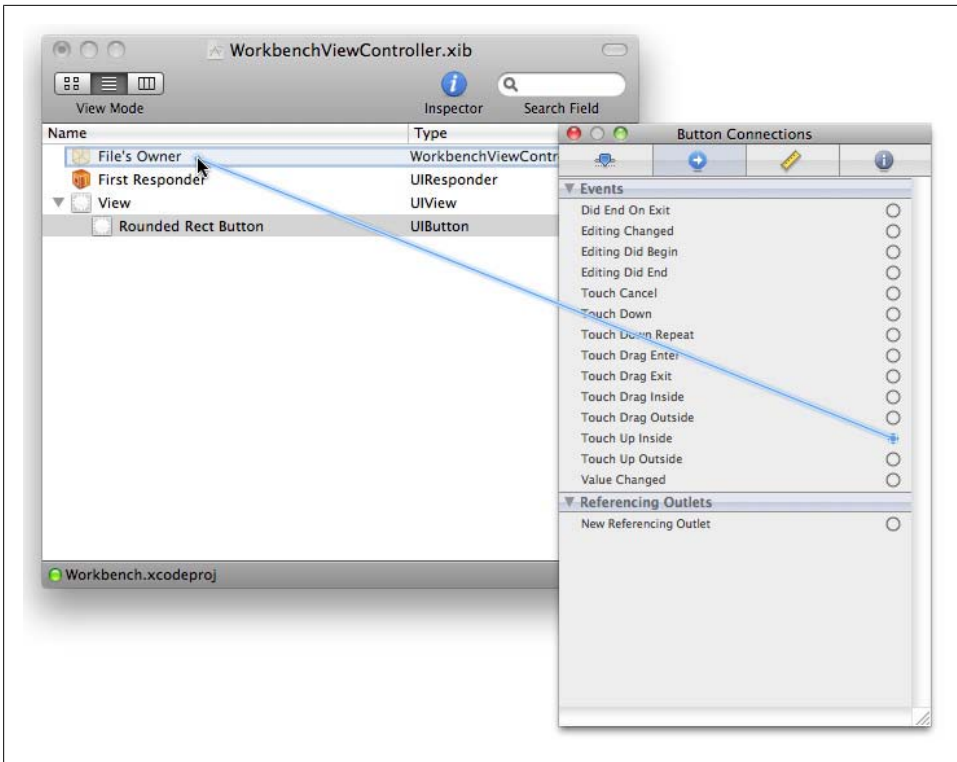 WorkbenchViewController.xib
View Mode
Inspector
Search Field
Name
Type
File's Owner
WorkbenchViewContr
First Responder
UIResponder
View
UIView
Rounded Rect Button
UIButton
Workbench.xcodeproj
Button Connections
Events
Did End On Exit
Editing Changed
Editing Did Begin
Editing Did End
Touch Cancel
Touch Down
Touch Down Repeat
Touch Drag Enter
Touch Drag Exit
Touch Drag Inside
Touch Drag Outside
Touch Up Inside
Touch Up Outside
Value Changed
Referencing Outlets
New Referencing Outlet